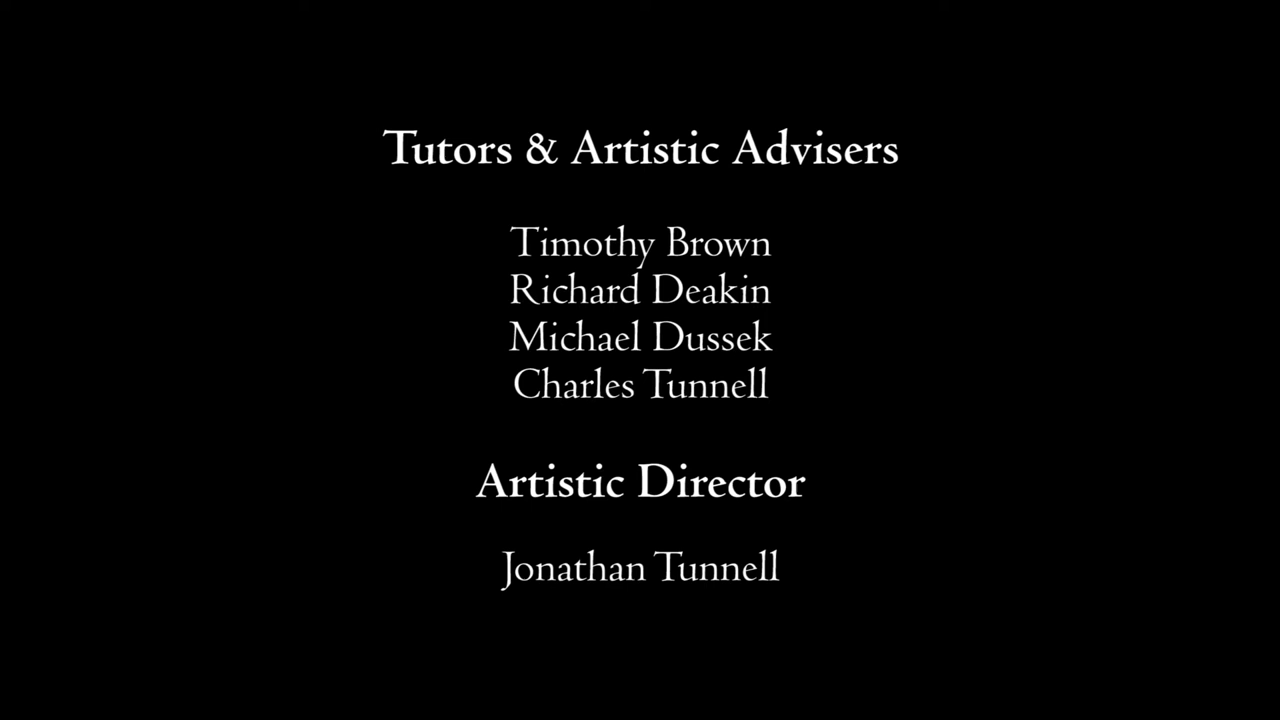 Tutors & Artistic Advisers
Timothy Brown
Richard Deakin
Michael Dussek
Charles Tunnell
Artistic Director
Jonathan Tunnell